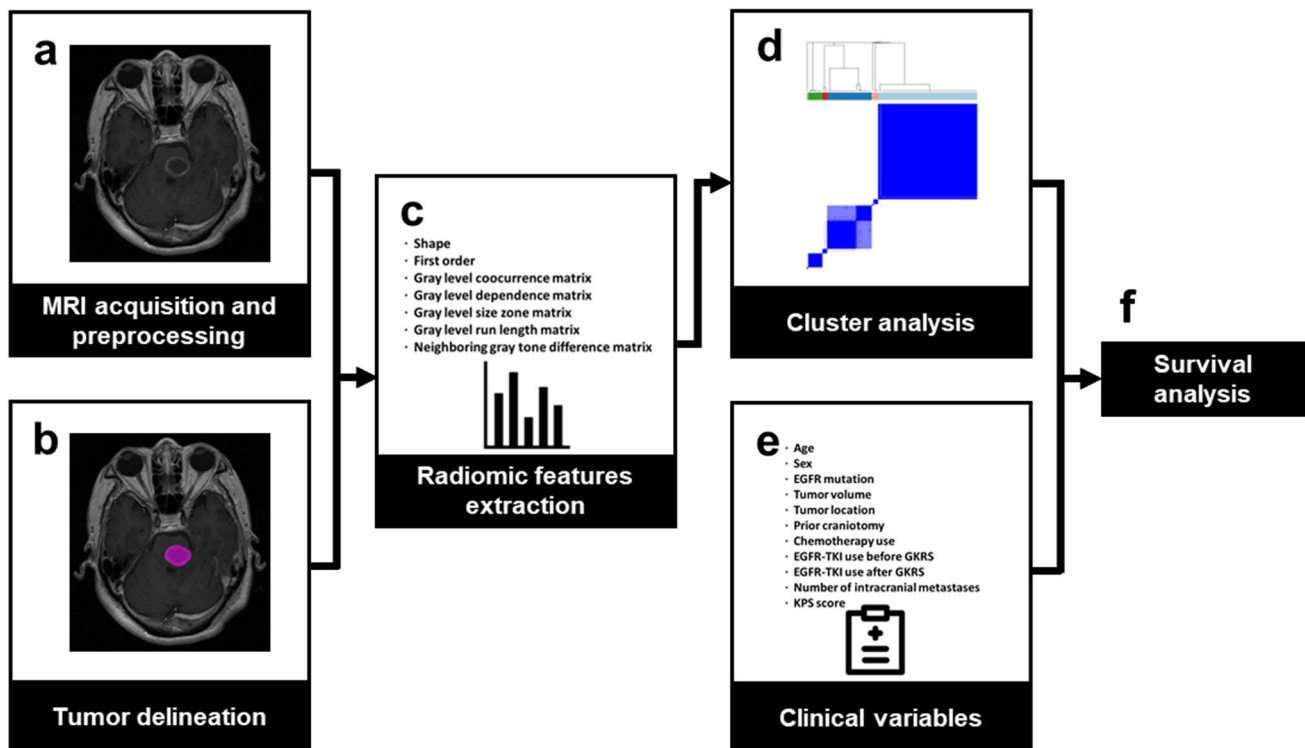 a
MRI acquisition and
preprocessing
b
Tumor delineation
c
· Shape
· First order
· Gray level coocurrence matrix
· Gray level dependence matrix
· Gray level size zone matrix
· Gray level run length matrix
· Neighboring gray tone difference matrix
Radiomic features
extraction
d
Cluster analysis
e
· Age
· Sex
· EGFR mutation
· Tumor volume
· Tumor location
· Prior craniotomy
· Chemotherapy use
· EGFR-TKI use before GKRS
· EGFR-TKI use after GKRS
· Number of intracranial metastases
· KPS score
Clinical variables
f
Survival
analysis